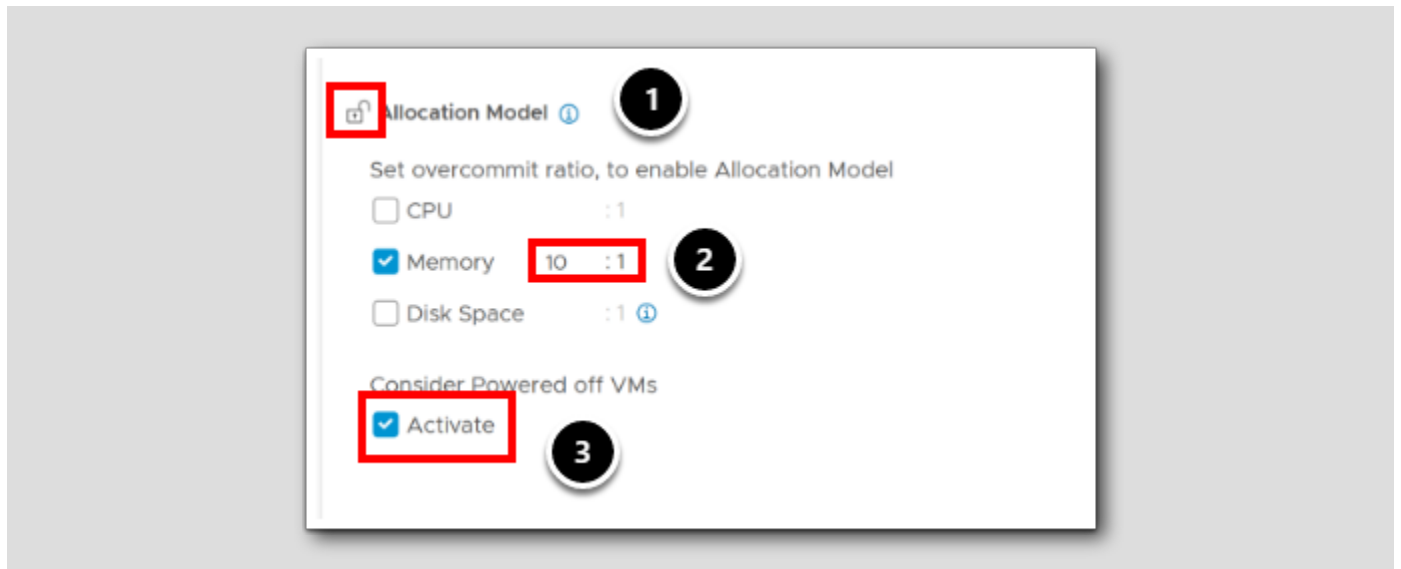 Allocation Model
1
Set overcommit ratio, to enable Allocation Model
CPU :1
Memory 10 :1
2
Disk Space :1
Consider Powered off VMs
Activate
3